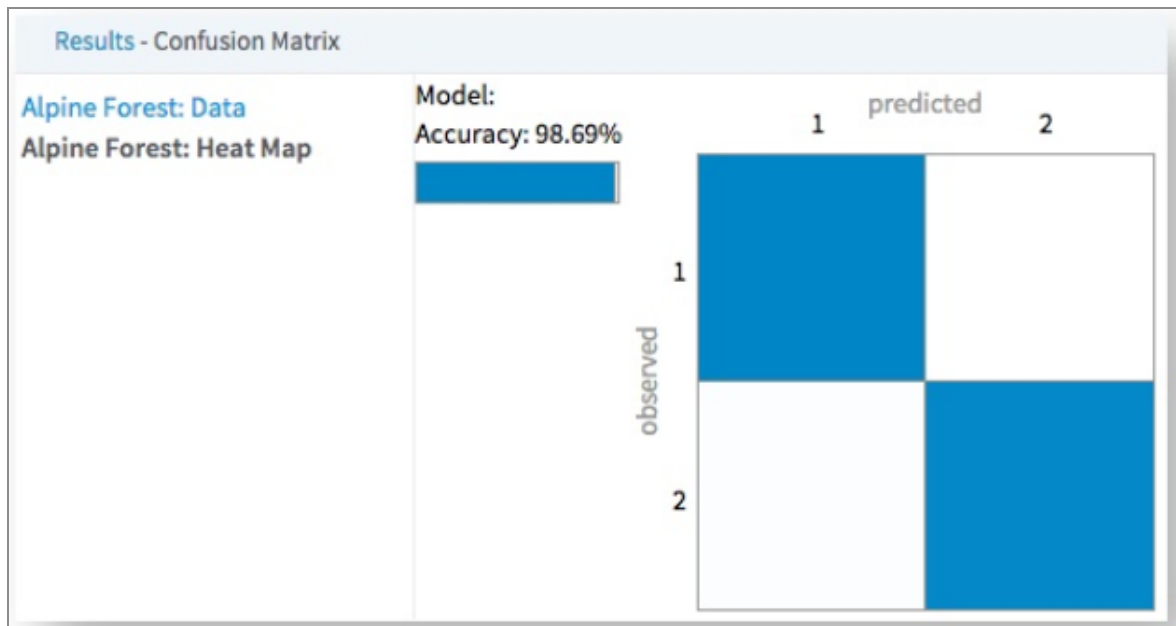 Results - Confusion Matrix
Alpine Forest: Data
Alpine Forest: Heat Map
Model:
Accuracy: 98.69%
predicted
1
2
observed
1
2